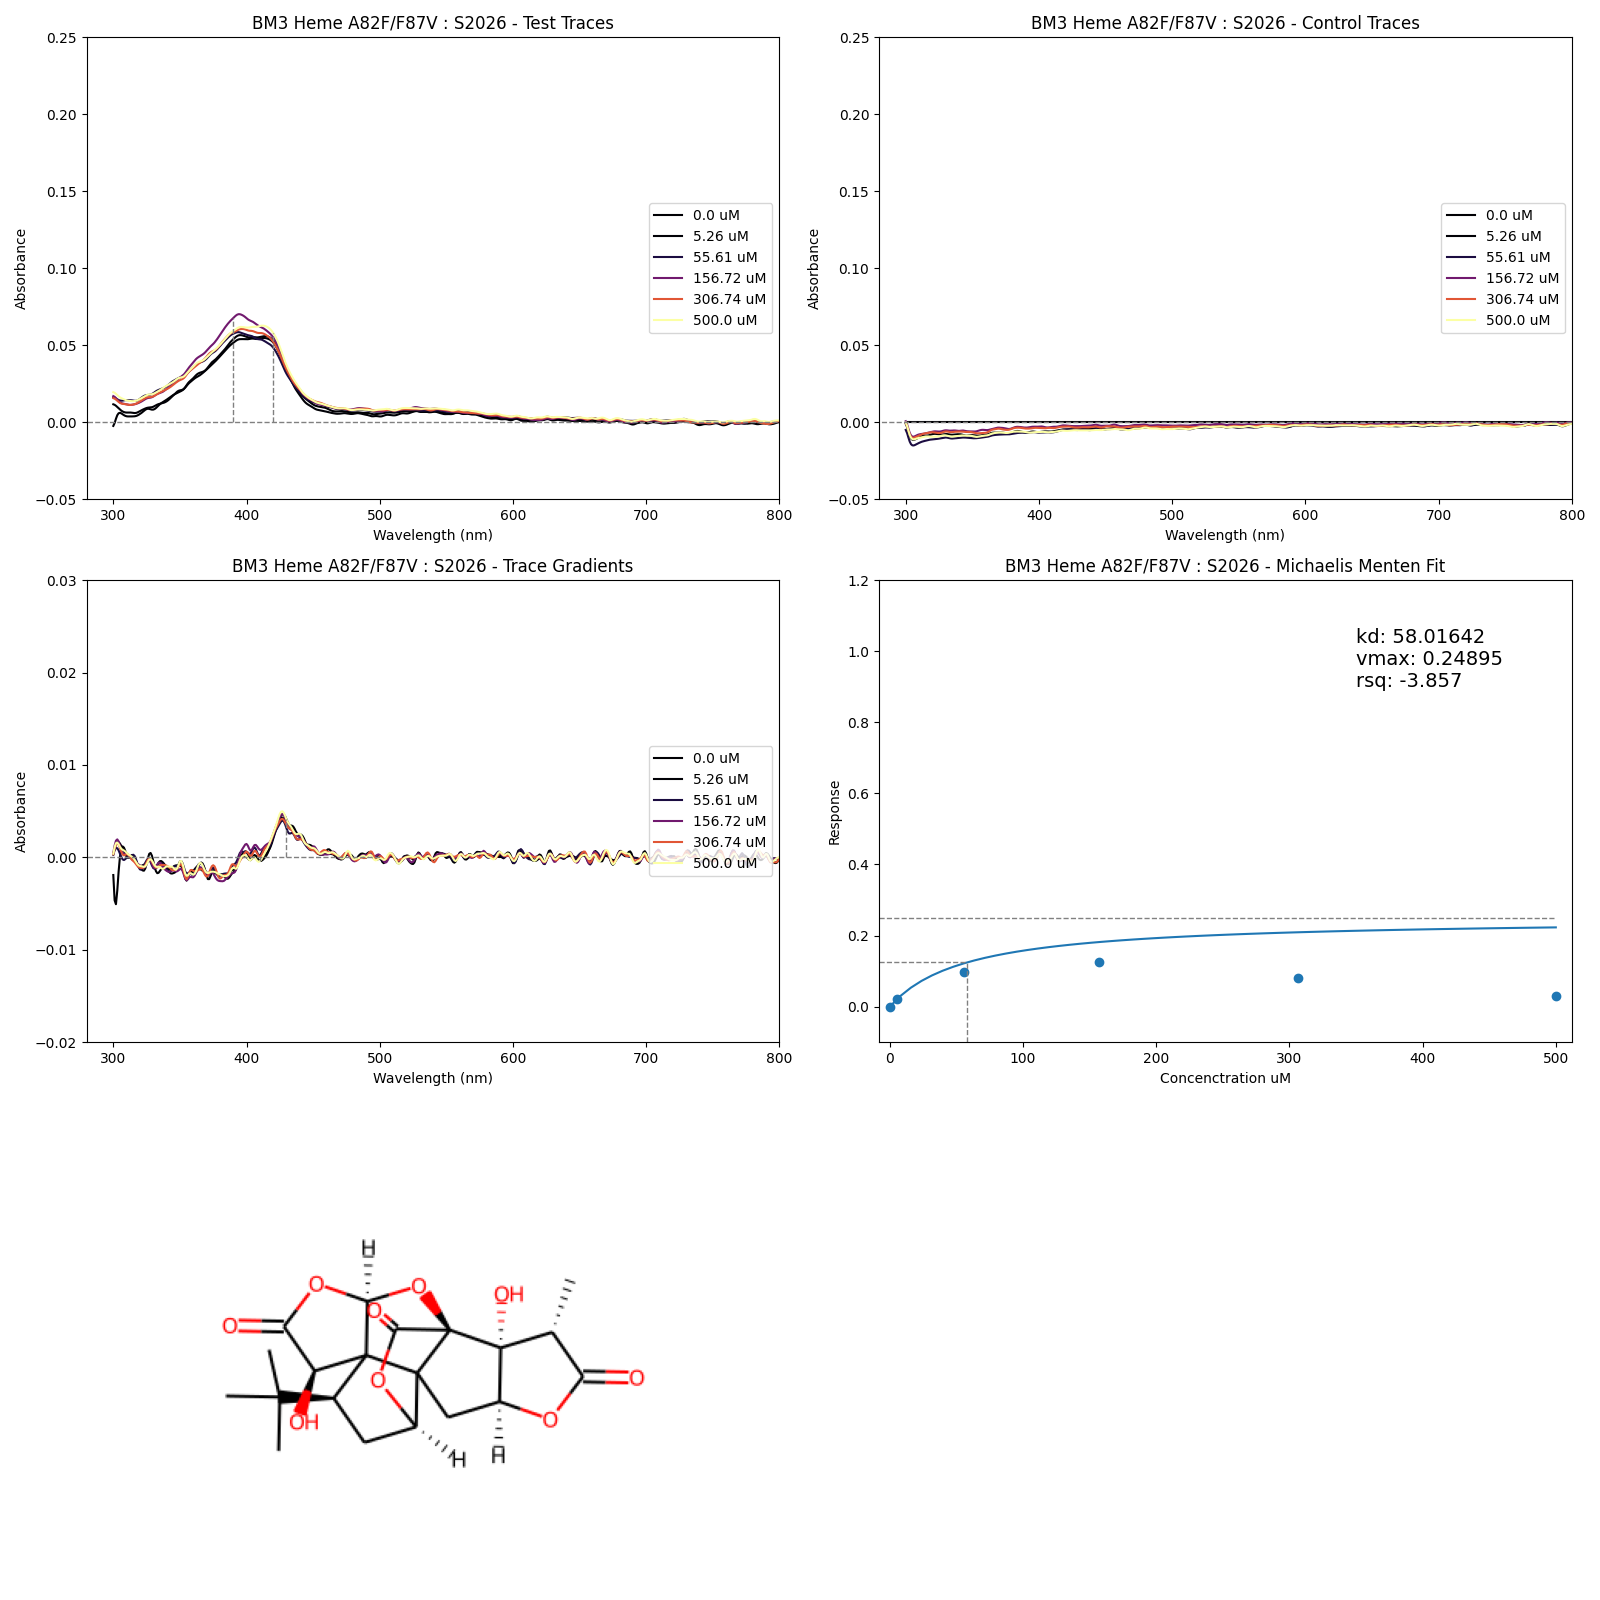 BM3 Heme A82F/F87V : S2026 - Test Traces
0.25
0.20
0.15
0.10
0.05
0.00
−0.05
Absorbance
300
400
500
600
700
800
Wavelength (nm)
0.0 uM
5.26 uM
55.61 uM
156.72 uM
306.74 uM
500.0 uM
BM3 Heme A82F/F87V : S2026 - Control Traces
0.25
0.20
0.15
0.10
0.05
0.00
−0.05
Absorbance
300
400
500
600
700
800
Wavelength (nm)
0.0 uM
5.26 uM
55.61 uM
156.72 uM
306.74 uM
500.0 uM
BM3 Heme A82F/F87V : S2026 - Trace Gradients
0.03
0.02
0.01
0.00
−0.01
−0.02
Absorbance
300
400
500
600
700
800
Wavelength (nm)
0.0 uM
5.26 uM
55.61 uM
156.72 uM
306.74 uM
500.0 uM
BM3 Heme A82F/F87V : S2026 - Michaelis Menten Fit
1.2
1.0
0.8
0.6
0.4
0.2
0.0
Response
0
100
200
300
400
500
Concenctration uM
kd: 58.01642
vmax: 0.24895
rsq: -3.857
H
O
O
OH
O
O
O
O
O
OH
H
H